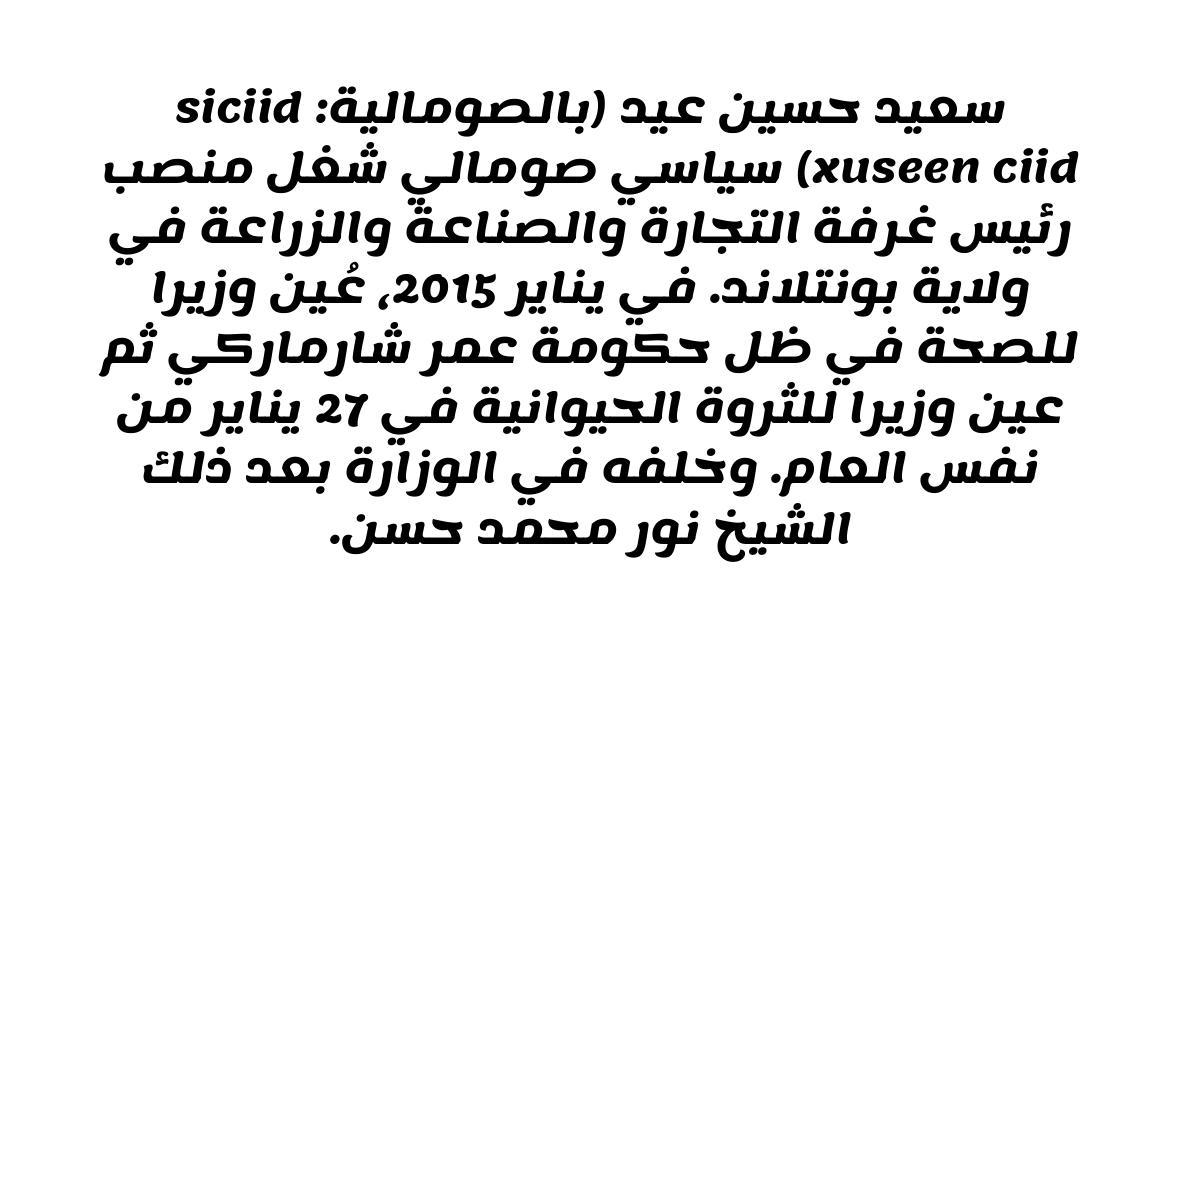 سعيد حسين عيد (بالصومالية: siciid
xuseen ciid) سياسي صومالي شغل منصب
رئيس غرفة التجارة والصناعة والزراعة في
ولاية بونتلاند. في يناير 2015، عُين وزيرا
للصحة في ظل حكومة عمر شارماركي ثم
عين وزيرا للثروة الحيوانية في 27 يناير من
نفس العام. وخلفه في الوزارة بعد ذلك
الشيخ نور محمد حسن.